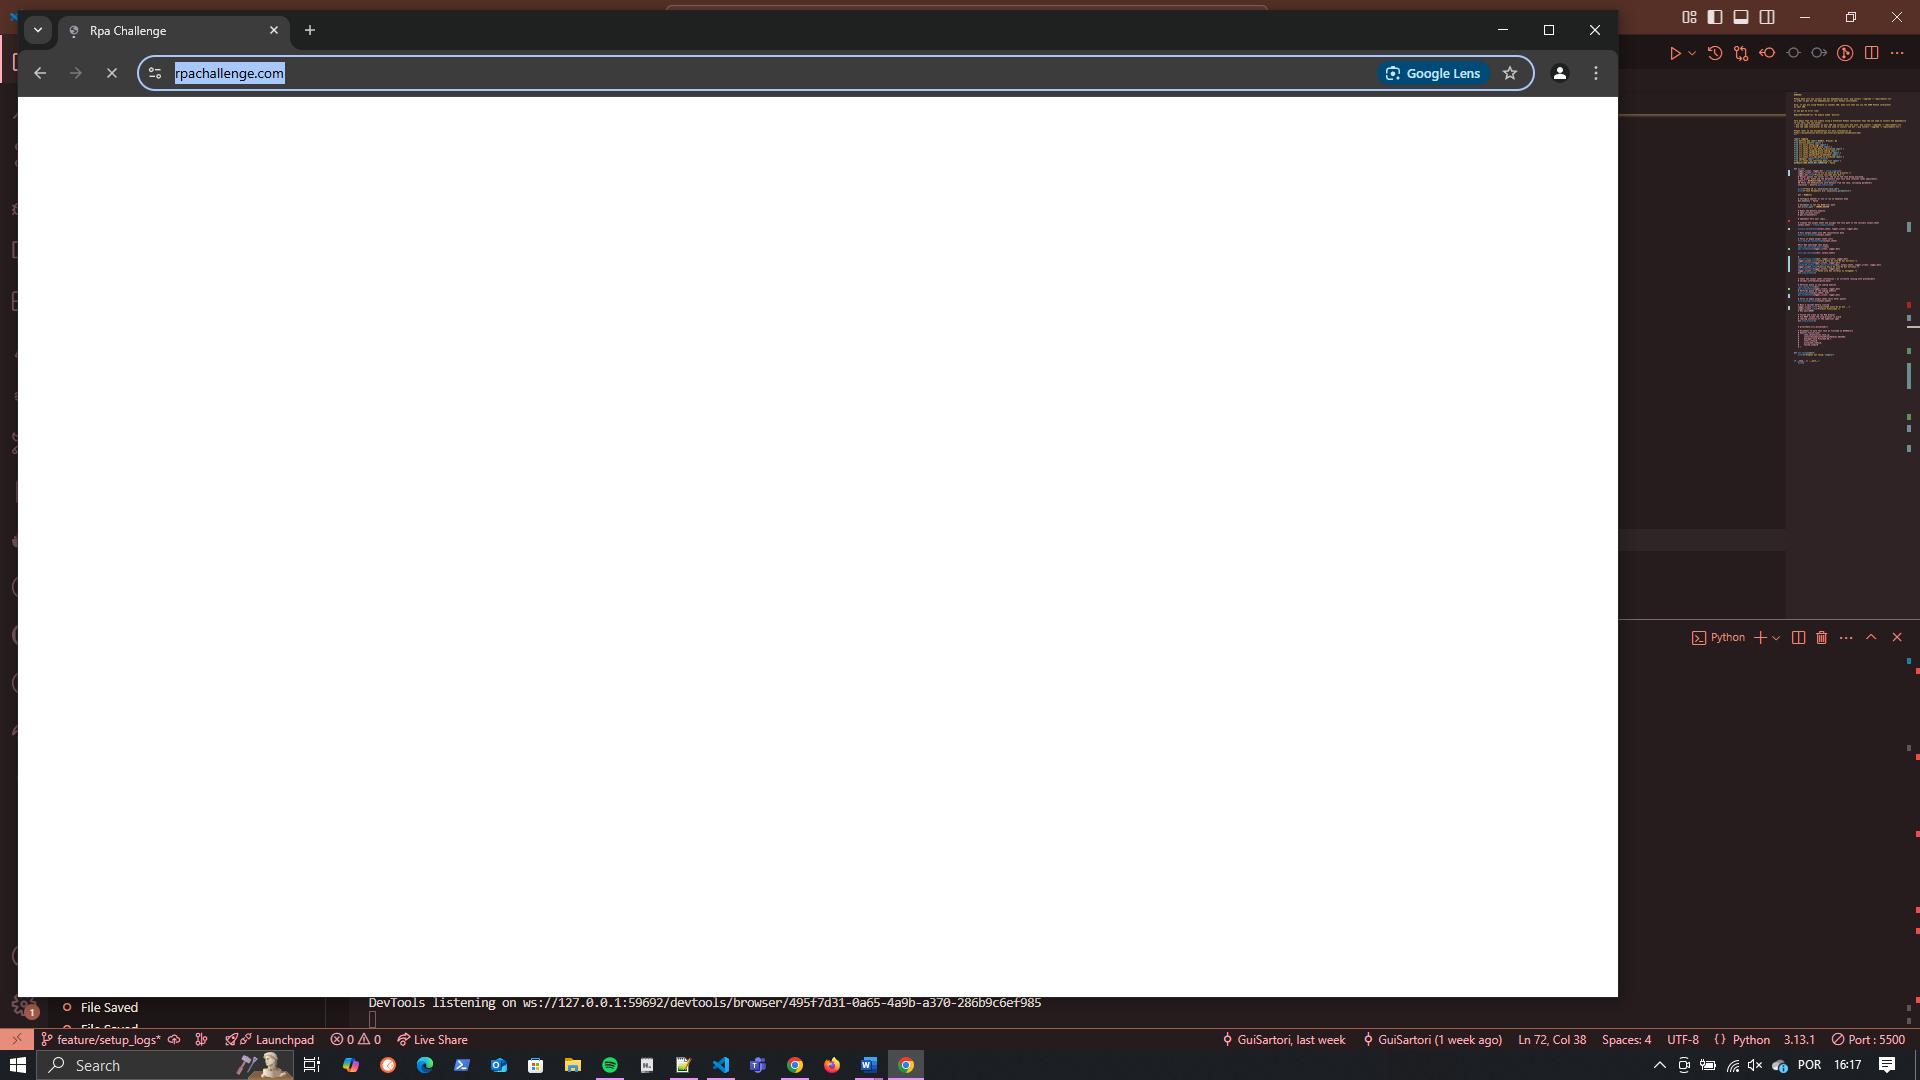 Rpa Challenge
rpachallenge.com
Google Lens
Python
File Saved
DevTools listening on ws://127.0.0.1:59692/devtools/browser/495f7d31-0a65-4a9b-a370-286b9c6ef985
File Saved
1
feature/setup_logs*
Launchpad
0
0
Live Share
GuiSartori, last week
GuiSartori (1 week ago)
Ln 72, Col 38
Spaces: 4
UTF-8
Python
3.13.1
Port : 5500
Search
POR
16:17